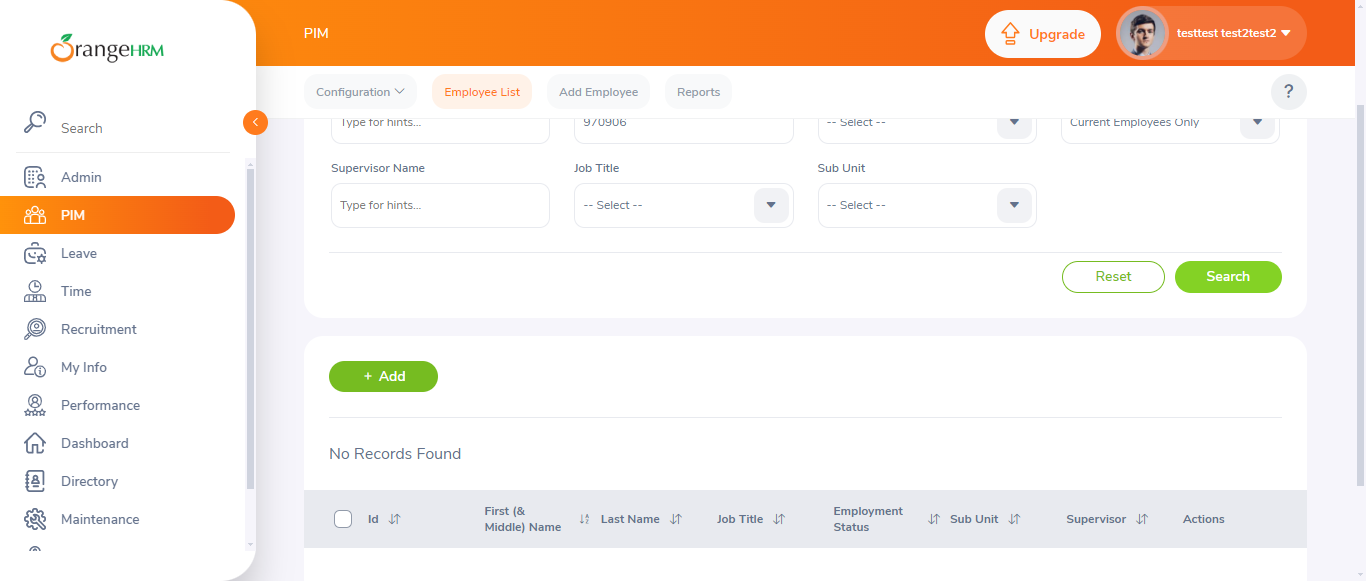 OrangeHRM
PIM
Upgrade
testtest test2test2
Search
Configuration
Employee List
Add Employee
Reports
?
Type for hints...
970906
-- Select --
Current Employees Only
Admin
PIM
Leave
Time
Recruitment
My Info
Performance
Dashboard
Directory
Maintenance
Supervisor Name
Job Title
Sub Unit
Type for hints...
-- Select --
-- Select --
Reset
Search
+ Add
No Records Found
Id
First (& Middle) Name
Last Name
Job Title
Employment Status
Sub Unit
Supervisor
Actions